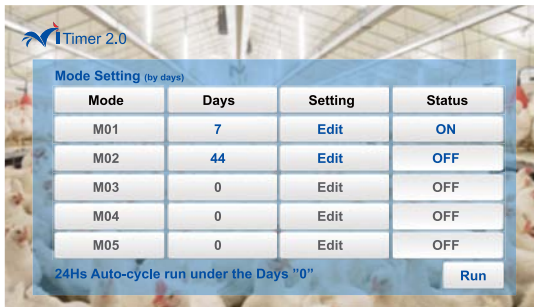 iTimer 2.0
Mode Setting (by days)
Mode Days Setting Status
M01 7 Edit ON
M02 44 Edit OFF
M03 0 Edit OFF
M04 0 Edit OFF
M05 0 Edit OFF
24Hs Auto-cycle run under the Days ”0”
Run